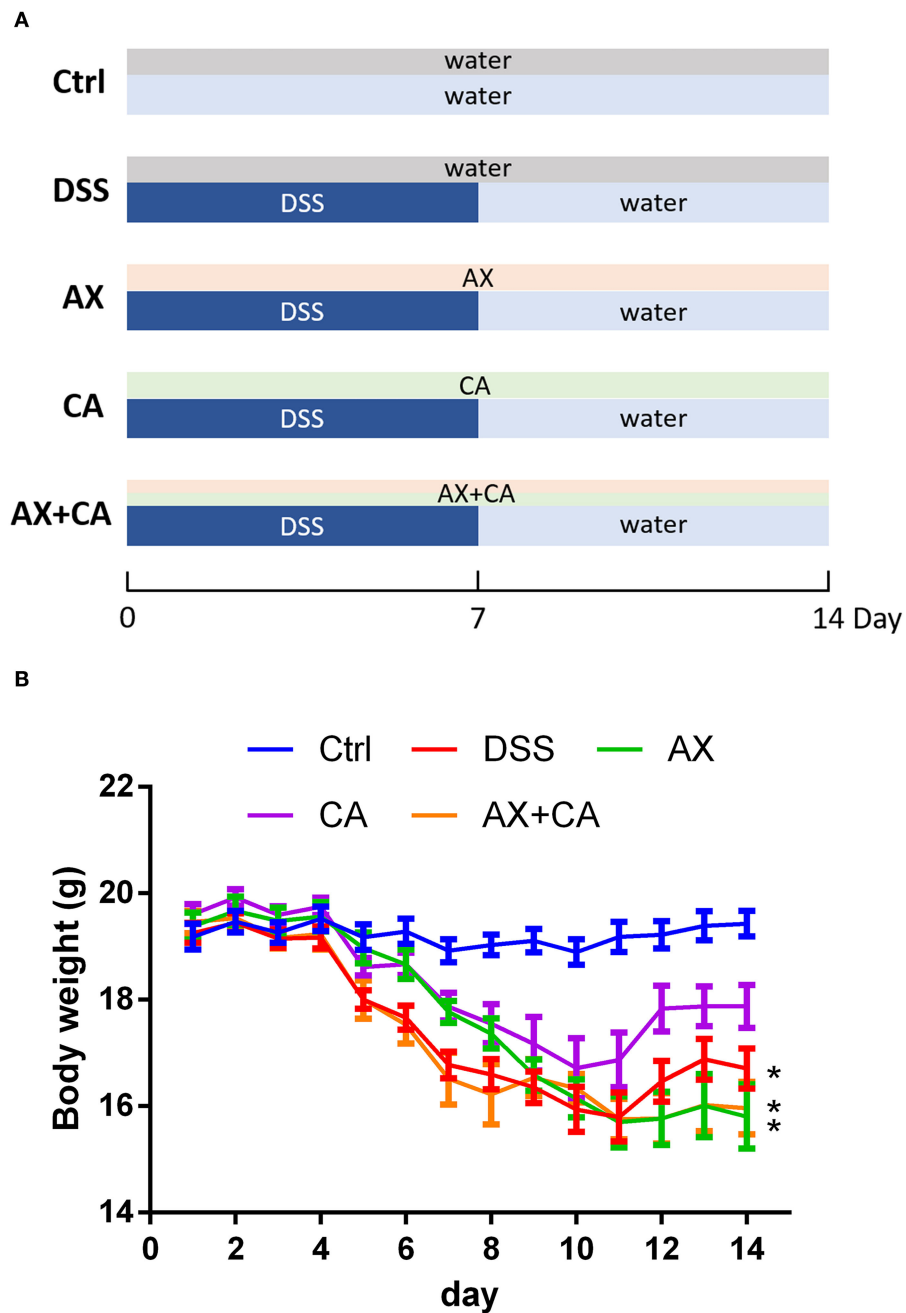 A
Ctrl
water
water
DSS
water
DSS water
AX
AX
DSS water
CA
CA
DSS water
AX+CA
AX+CA
DSS water
0 7 14 Day
B
Ctrl DSS AX
CA AX+CA
Body weight (g)
22
20
18
16
14
*
*
*
0 2 4 6 8 10 12 14
day